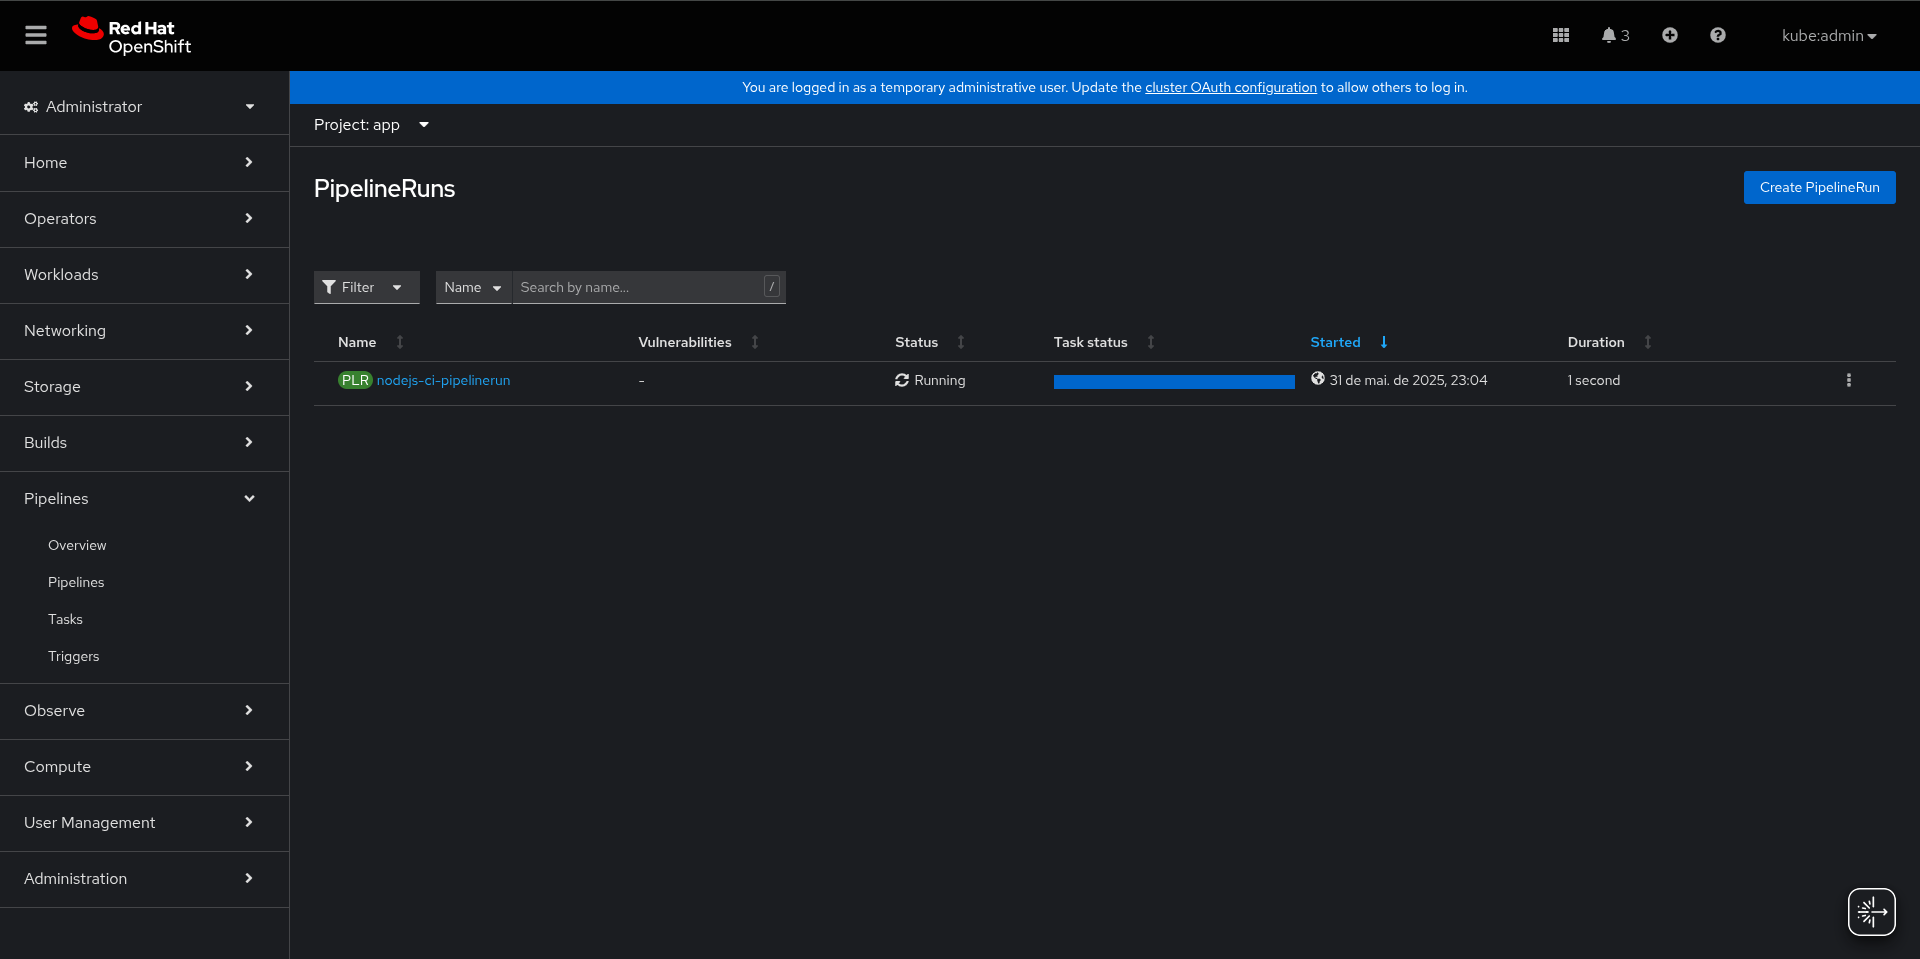 Red Hat
OpenShift
3
kube:admin
You are logged in as a temporary administrative user. Update the cluster OAuth configuration to allow others to log in.
Administrator
Home
Operators
Workloads
Networking
Storage
Builds
Pipelines
Overview
Pipelines
Tasks
Triggers
Observe
Compute
User Management
Administration
Project: app
PipelineRuns
Create PipelineRun
Filter Name Search by name... /
Name Vulnerabilities Status Task status Started Duration
PLR nodejs-ci-pipelinerun - Running 31 de mai. de 2025, 23:04 1 second